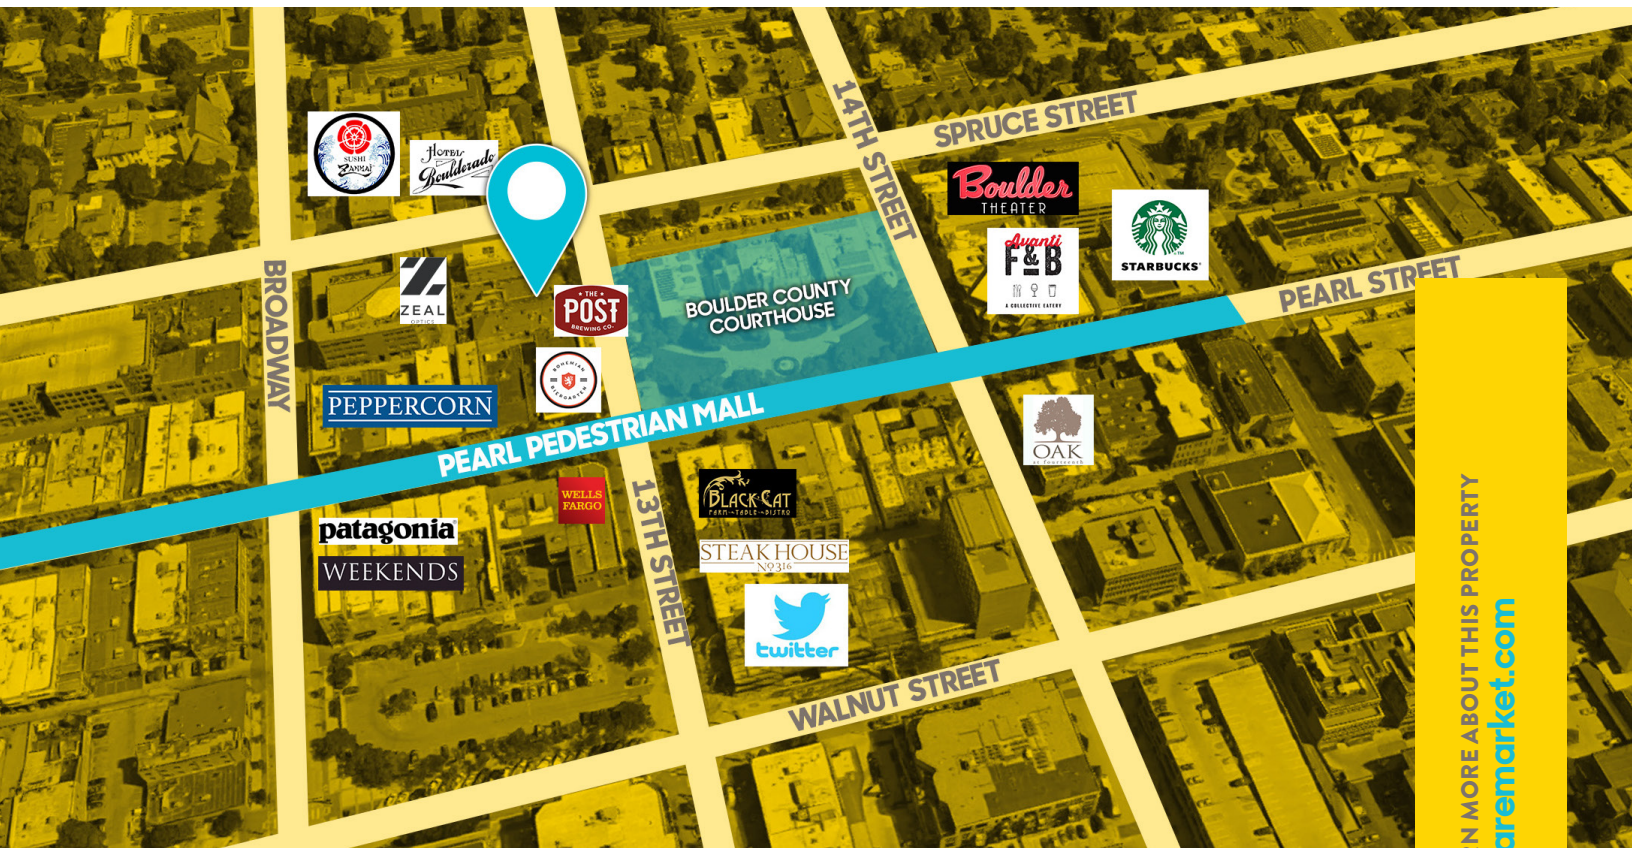 14TH STREET
SPRUCE STREET
SUSHI
ZANMAI
HOTEL
Boulderado
Boulder
THEATER
STARBUCKS
Avanti
F&B
A COLLECTIVE EATERY
BROADWAY
ZEAL
OPTICS
THE
POST
BREWING CO.
BOULDER COUNTY
COURTHOUSE
PEARL STREET
BOHEMIAN
BIERGARTEN
PEPPERCORN
PEARL PEDESTRIAN MALL
OAK
at fourteenth
WELLS
FARGO
13TH STREET
BLACK CAT
FARM-TABLE-BISTRO
patagonia
WEEKENDS
STEAKHOUSE
No316
twitter
WALNUT STREET
MORE ABOUT THIS PROPERTY
aremarket.com